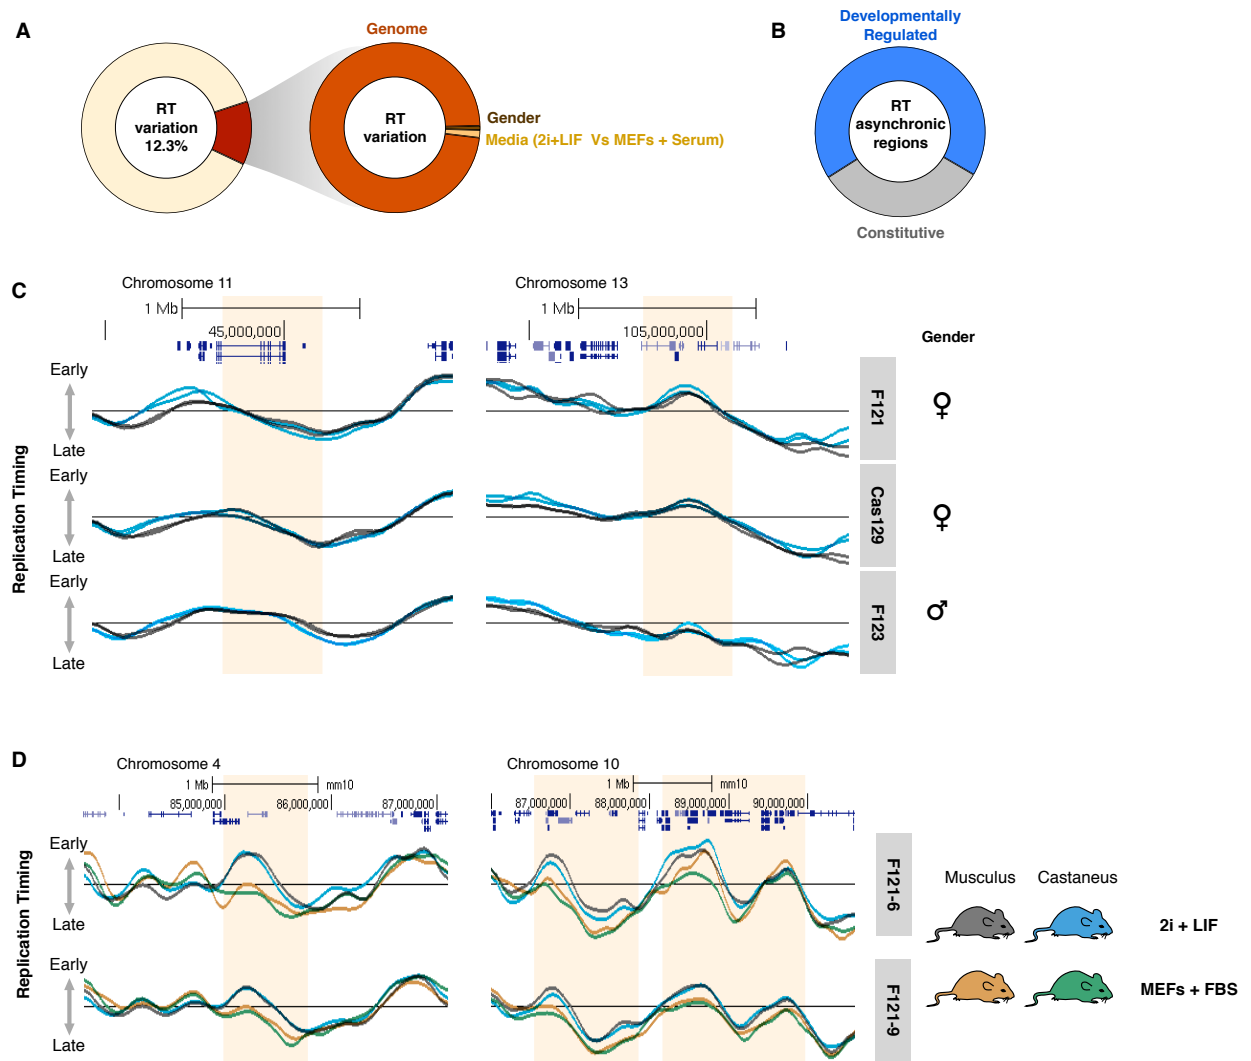 A
RT
variation
12.3%
Genome
RT
variation
Gender
Media (2i+LIF Vs MEFs + Serum)
B
Developmentally
Regulated
RT
asynchronic
regions
Constitutive
C
Chromosome 11
1 Mb
45,000,000
Chromosome 13
1 Mb
105,000,000
Gender
Replication Timing
Early
Late
F121
♀
Early
Late
Cas129
♀
Early
Late
F123
♂
D
Chromosome 4
1 Mb
mm10
85,000,000
86,000,000
87,000,000
Chromosome 10
1 Mb
mm10
87,000,000
88,000,000
89,000,000
90,000,000
Replication Timing
Early
Late
F121-6
Early
Late
F121-9
Musculus
Castaneus
2i + LIF
MEFs + FBS